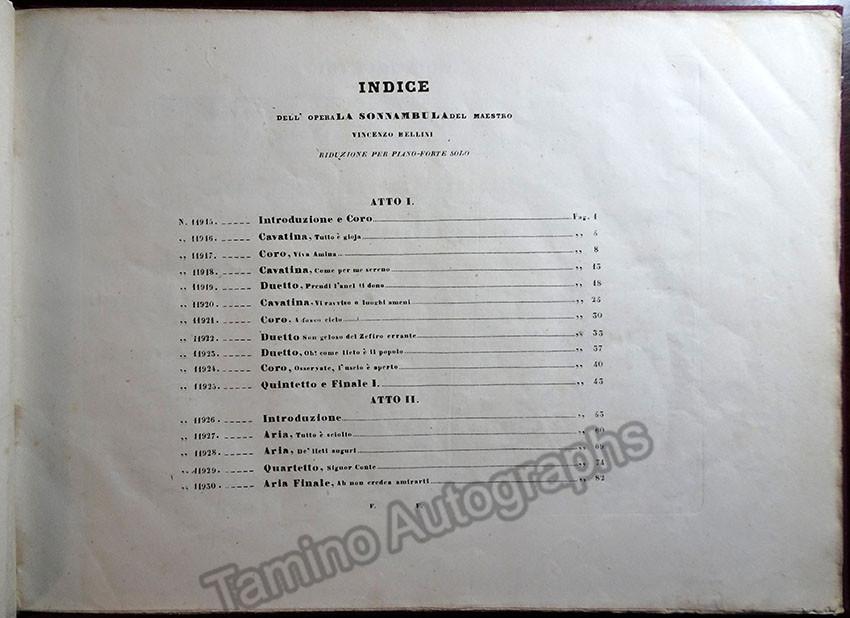 INDICE
DELL' OPERA LA SONNAMBULA DEL MAESTRO
VINCENZO BELLINI
RIDUZIONE PER PIANO-FORTE SOLO
ATTO I.
N. 11915. Introduzione e Coro Pag. 1
,, 11916. Cavatina, Tutto è gioja ,,
,, 11917. Coro, Viva Amina ,, 8
,, 11918. Cavatina, Come per me sereno ,, 15
,, 11919. Duetto, Prendi l'anel ti dono ,, 18
,, 11920. Cavatina, Vi ravviso o luoghi ameni ,, 25
,, 11921. Coro, A fosco cielo ,, 30
,, 11922. Duetto Son geloso del Zefiro errante ,, 33
,, 11923. Duetto, Oh! come lieto è il popolo ,, 37
,, 11924. Coro, Osservate, l'uscio è aperto ,, 40
,, 11925. Quintetto e Finale I. ,, 43
ATTO II.
,, 11926. Introduzione ,,
,, 11927. Aria, Tutto è sciolto ,, 60
,, 11928. Aria, De' lieti auguri ,, 69
,, 11929. Quartetto, Signor Conte ,, 74
,, 11930. Aria Finale, Ah non credea amirarti ,, 82
F.
Tamino Autographs